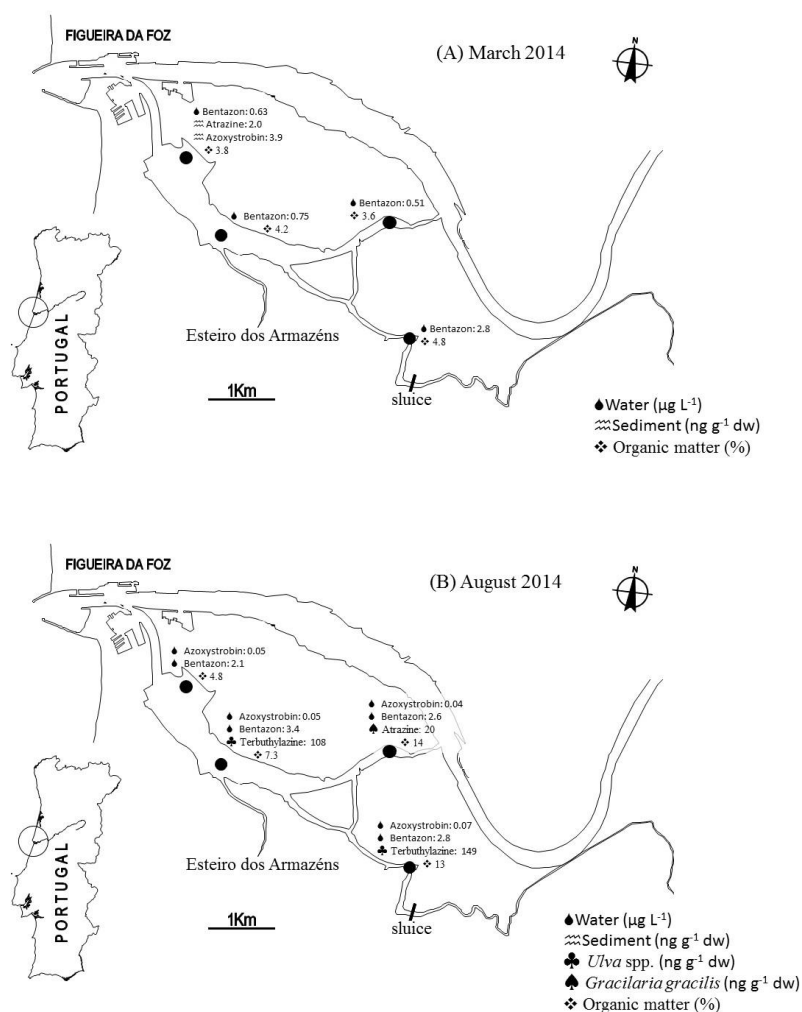 FIGUEIRA DA FOZ
(A) March 2014
N
Bentazon: 0.63
Atrazine: 2.0
Azoxystrobin: 3.9
3.8
Bentazon: 0.75
4.2
Bentazon: 0.51
3.6
Bentazon: 2.8
4.8
Esteiro dos Armazéns
PORTUGAL
1Km
sluice
Water (µg L-1)
Sediment (ng g-1 dw)
Organic matter (%)
FIGUEIRA DA FOZ
(B) August 2014
N
Azoxystrobin: 0.05
Bentazon: 2.1
4.8
Azoxystrobin: 0.05
Bentazon: 3.4
Terbuthylazine: 108
7.3
Azoxystrobin: 0.04
Bentazon: 2.6
Atrazine: 20
14
Azoxystrobin: 0.07
Bentazon: 2.8
Terbuthylazine: 149
13
Esteiro dos Armazéns
PORTUGAL
1Km
sluice
Water (µg L-1)
Sediment (ng g-1 dw)
Ulva spp. (ng g-1 dw)
Gracilaria gracilis (ng g-1 dw)
Organic matter (%)